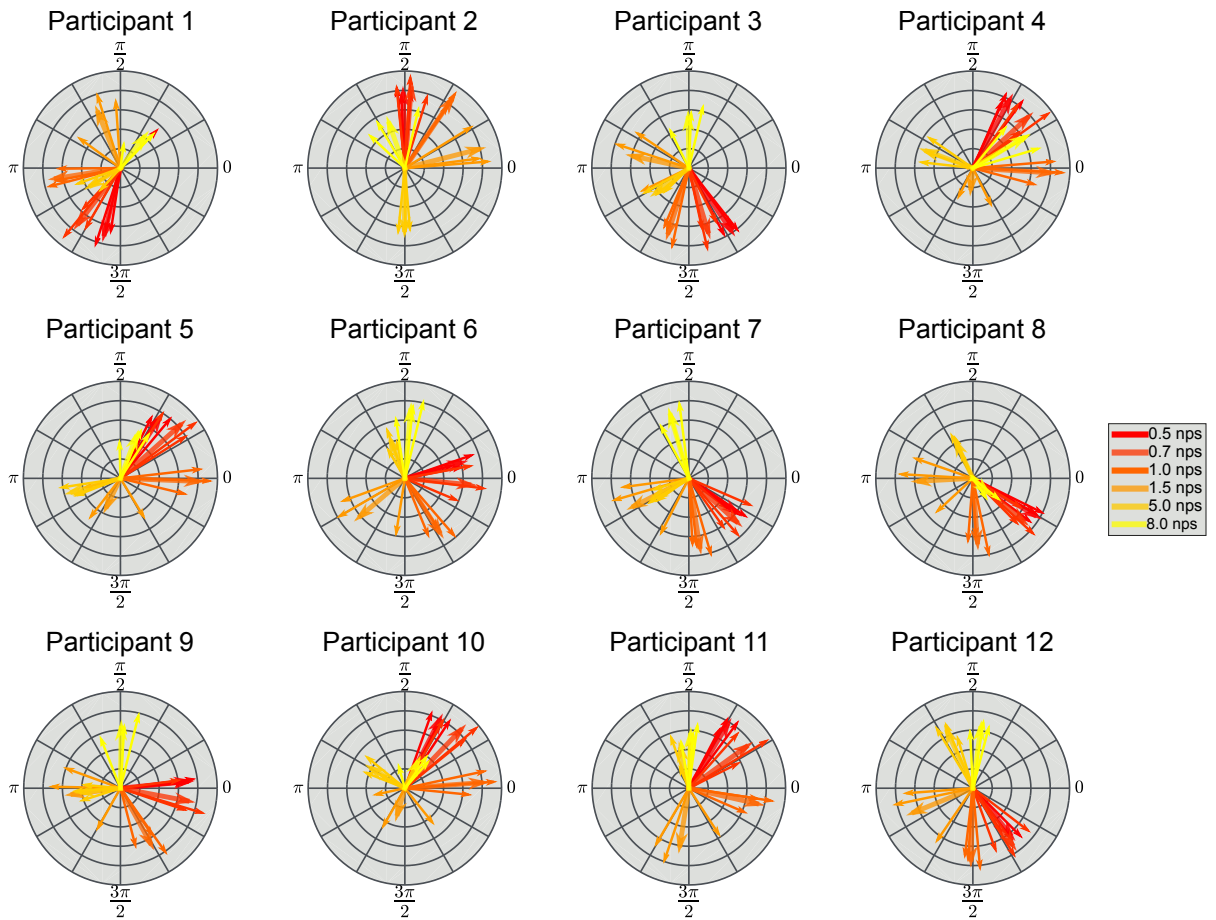 Participant 1
Participant 2
Participant 3
Participant 4
π/2
π/2
π/2
π/2
π
0
π
0
π
0
π
0
3π/2
3π/2
3π/2
3π/2
Participant 5
Participant 6
Participant 7
Participant 8
π/2
π/2
π/2
π/2
π
0
π
0
π
0
π
0
3π/2
3π/2
3π/2
3π/2
0.5 nps
0.7 nps
1.0 nps
1.5 nps
5.0 nps
8.0 nps
Participant 9
Participant 10
Participant 11
Participant 12
π/2
π/2
π/2
π/2
π
0
π
0
π
0
π
0
3π/2
3π/2
3π/2
3π/2